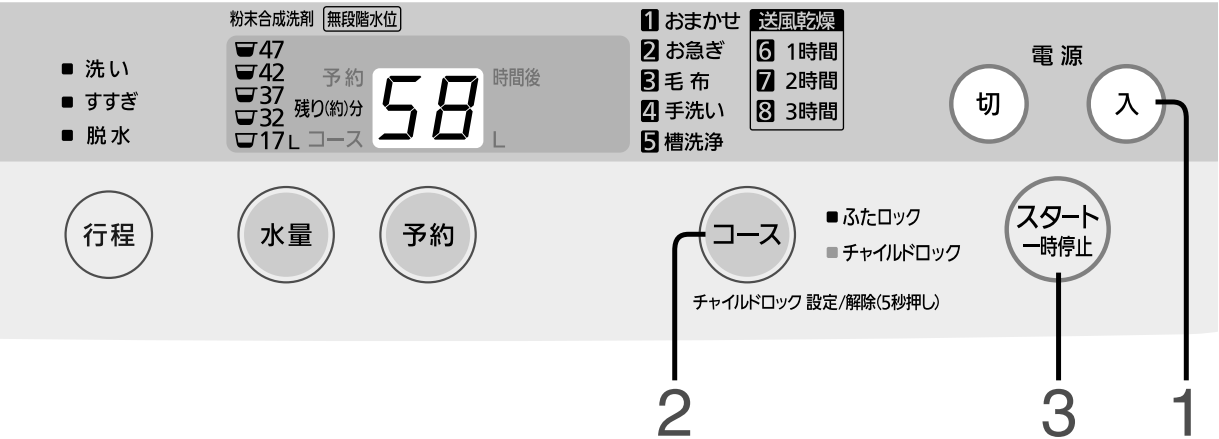 粉末合成洗剤 無段階水位
47
42
37
32
17L
予約
残り(約)分
コース
58
時間後
L
洗い
すすぎ
脱水
1 おまかせ
2 お急ぎ
3 毛布
4 手洗い
5 槽洗浄
送風乾燥
6 1時間
7 2時間
8 3時間
電源
切
入
行程
水量
予約
コース
ふたロック
チャイルドロック
チャイルドロック 設定/解除(5秒押し)
スタート
一時停止
2
3
1